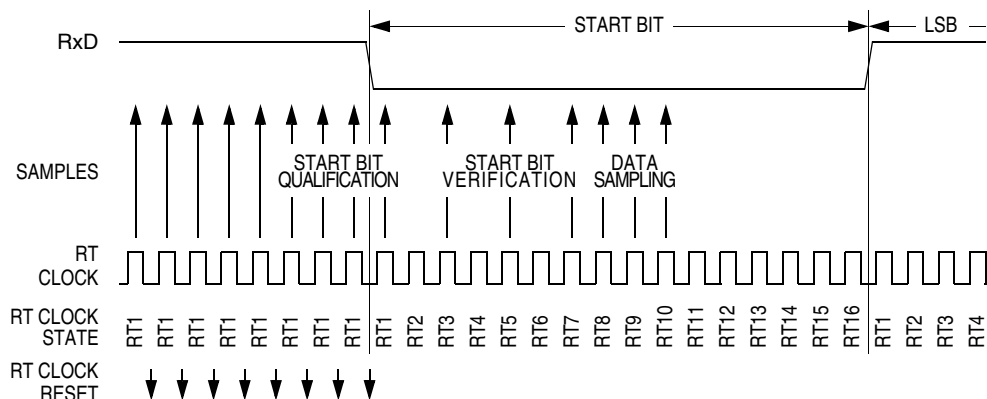 START BIT LSB
RxD
SAMPLES
START BIT
QUALIFICATION
START BIT
VERIFICATION
DATA
SAMPLING
RT
CLOCK
RT CLOCK
STATE
RT1 RT1 RT1 RT1 RT1 RT1 RT1 RT1 RT1 RT2 RT3 RT4 RT5 RT6 RT7 RT8 RT9 RT10 RT11 RT12 RT13 RT14 RT15 RT16 RT1 RT2 RT3 RT4
RT CLOCK
RESET